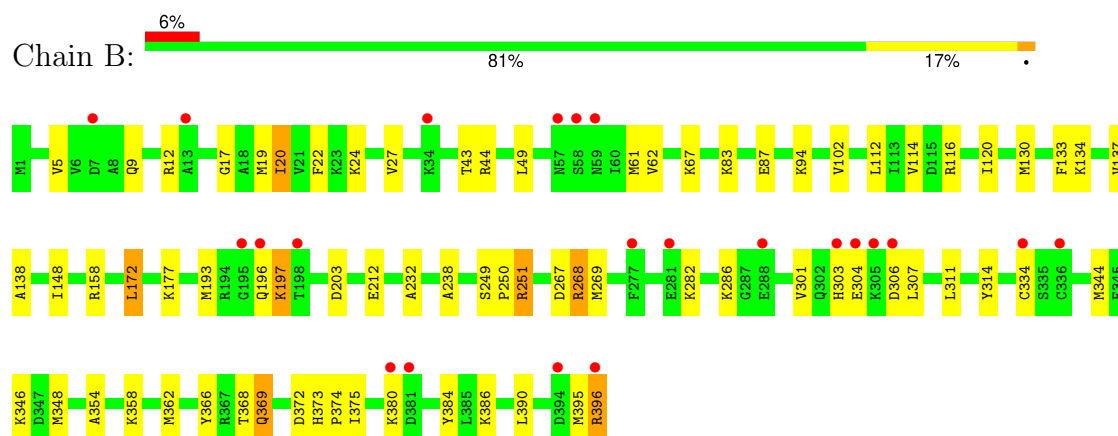 6%
Chain B:
81% 17% •
M1 V5 V6 D7 A8 Q9 R12 A13 G17 A18 M19 I20 V21 F22 K23 K24 V27 K34 T43 R44 L49 N57 S58 N59 I60 M61 V62 K67 K83 E87 K94 V102 L112 I113 V114 D115 R116 I120 M130 F133 K134 V137
A138 I148 R158 L172 K177 M193 R194 G195 Q196 K197 T198 D203 E212 A232 A238 S249 P250 R251 D267 R268 M269 F277 E281 K282 K286 G287 E288 V301 Q302 H303 E304 K305 D306 L307 L311 Y314 C334 S335 C336 M344 E345
K346 D347 M348 A354 K358 M362 Y366 R367 T368 Q369 D372 H373 P374 I375 K380 D381 Y384 L385 K386 L390 D394 M395 R396